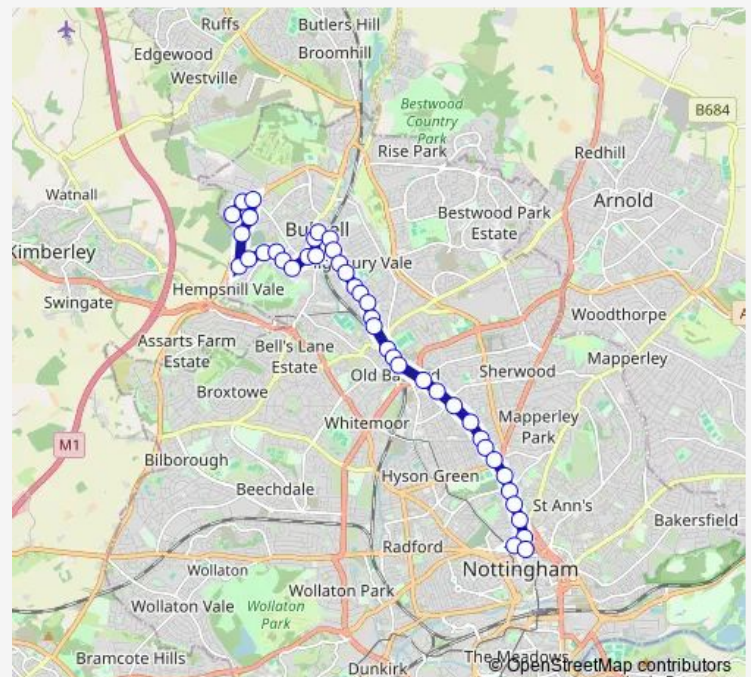 Ruffs
Butlers Hill
Edgewood
Broomhill
Westville
Bestwood
Country
Park
B684
Rise Park
Redhill
Watnall
Arnold
Bestwood Park
Estate
Kimberley
Hempsnill Vale
Swingate
Woodthorpe
Assarts Farm
Estate
Bell's Lane
Estate
Mapperley
Sherwood
Broxtowe
Whitemoor
Mapperley
Park
M1
Bilborough
Hyson Green
Beechdale
St Ann's
Bakersfield
Radford
Wollaton
Nottingham
Wollaton Park
Wollaton Vale
Wollaton
Park
Bramcote Hills
Dunkirk
The Meadows
© OpenStreetMap contributors